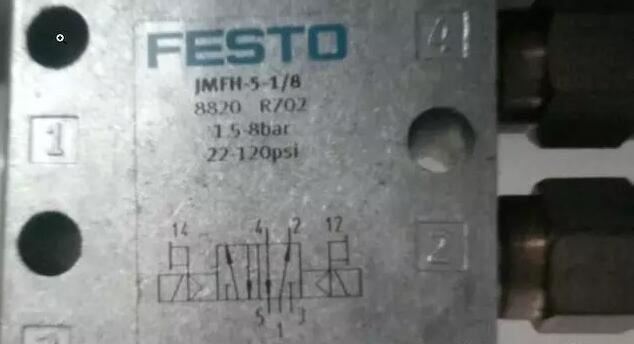 FESTO
4
JMFH-5-1/8
8820 R702
1.5-8bar
1
22-120psi
14 4 2 12
2
5 3
1